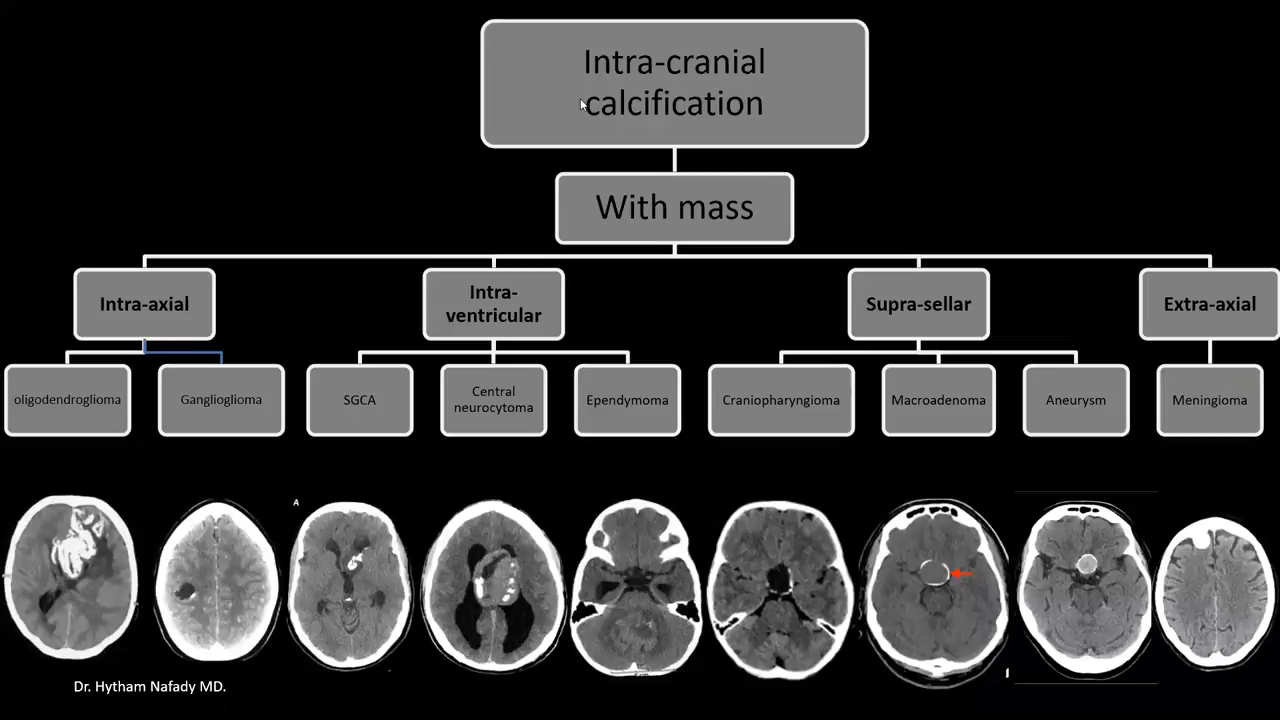 Intra-cranial
calcification
With mass
Intra-axial
Intra-
ventricular
Supra-sellar
Extra-axial
oligodendroglioma
Ganglioglioma
SGCA
Central
neurocytoma
Ependymoma
Craniopharyngioma
Macroadenoma
Aneurysm
Meningioma
A
Dr. Hytham Nafady MD.